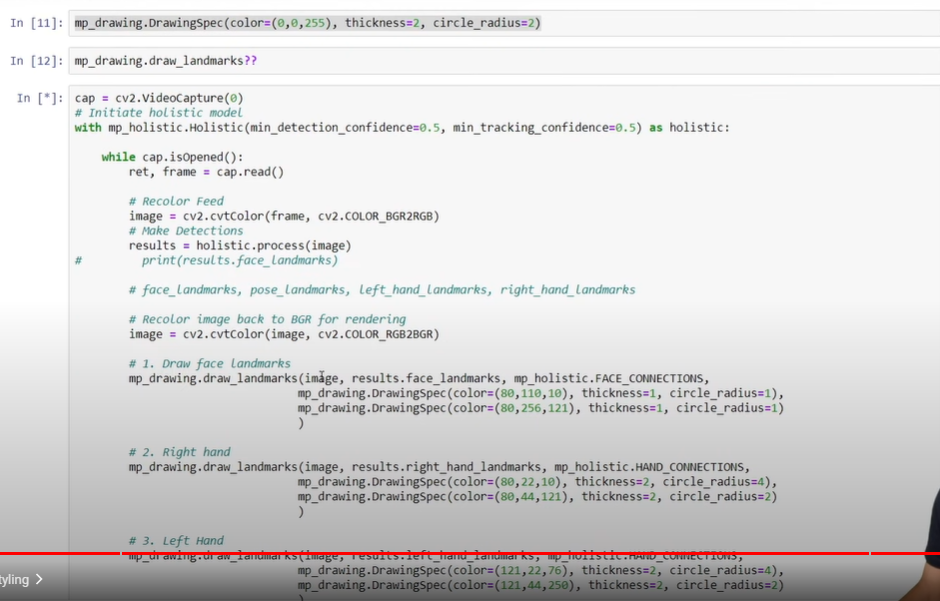 In [11]: mp_drawing.DrawingSpec(color=(0,0,255), thickness=2, circle_radius=2)
In [12]: mp_drawing.draw_landmarks??
In [*]: cap = cv2.VideoCapture(0)
# Initiate holistic model
with mp_holistic.Holistic(min_detection_confidence=0.5, min_tracking_confidence=0.5) as holistic:
while cap.isOpened():
ret, frame = cap.read()
# Recolor Feed
image = cv2.cvtColor(frame, cv2.COLOR_BGR2RGB)
# Make Detections
results = holistic.process(image)
# print(results.face_landmarks)
# face_landmarks, pose_landmarks, left_hand_landmarks, right_hand_landmarks
# Recolor image back to BGR for rendering
image = cv2.cvtColor(image, cv2.COLOR_RGB2BGR)
# 1. Draw face landmarks
mp_drawing.draw_landmarks(image, results.face_landmarks, mp_holistic.FACE_CONNECTIONS,
mp_drawing.DrawingSpec(color=(80,110,10), thickness=1, circle_radius=1),
mp_drawing.DrawingSpec(color=(80,256,121), thickness=1, circle_radius=1)
)
# 2. Right hand
mp_drawing.draw_landmarks(image, results.right_hand_landmarks, mp_holistic.HAND_CONNECTIONS,
mp_drawing.DrawingSpec(color=(80,22,10), thickness=2, circle_radius=4),
mp_drawing.DrawingSpec(color=(80,44,121), thickness=2, circle_radius=2)
)
# 3. Left Hand
mp_drawing.draw_landmarks(image, results.left_hand_landmarks, mp_holistic.HAND_CONNECTIONS,
mp_drawing.DrawingSpec(color=(121,22,76), thickness=2, circle_radius=4),
tyling >
mp_drawing.DrawingSpec(color=(121,44,250), thickness=2, circle_radius=2)
)